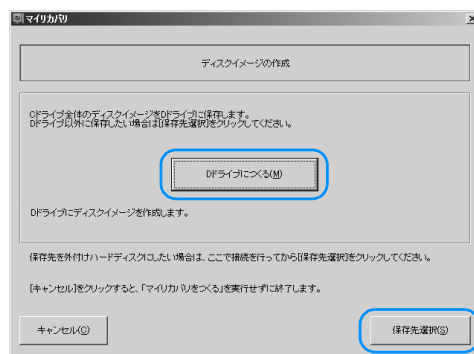 マイリカバリ
ディスクイメージの作成
Cドライブ全体のディスクイメージをDドライブに保存します。
Dドライブ以外に保存したい場合は[保存先選択]をクリックしてください。
Dドライブにつくる(M)
Dドライブにディスクイメージを作成します。
保存先を外付けハードディスクにしたい場合は、ここで接続を行ってから[保存先選択]をクリックしてください。
[キャンセル]をクリックすると、「マイリカバリをつくる」を実行せずに終了します。
キャンセル(C)
保存先選択(S)